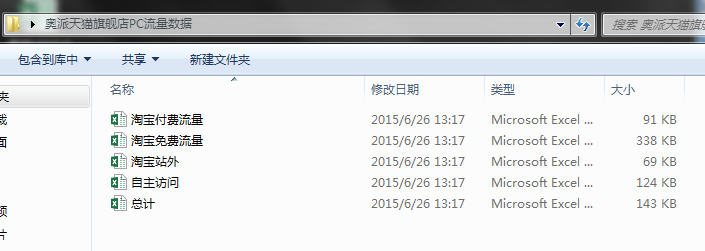 奥派天猫旗舰店PC流量数据
搜索 奥派天猫旗舰
包含到库中 共享 新建文件夹
夹 名称 修改日期 类型 大小
淘宝付费流量 2015/6/26 13:17 Microsoft Excel ... 91 KB
淘宝免费流量 2015/6/26 13:17 Microsoft Excel ... 338 KB
淘宝站外 2015/6/26 13:17 Microsoft Excel ... 69 KB
自主访问 2015/6/26 13:17 Microsoft Excel ... 124 KB
总计 2015/6/26 13:17 Microsoft Excel ... 143 KB